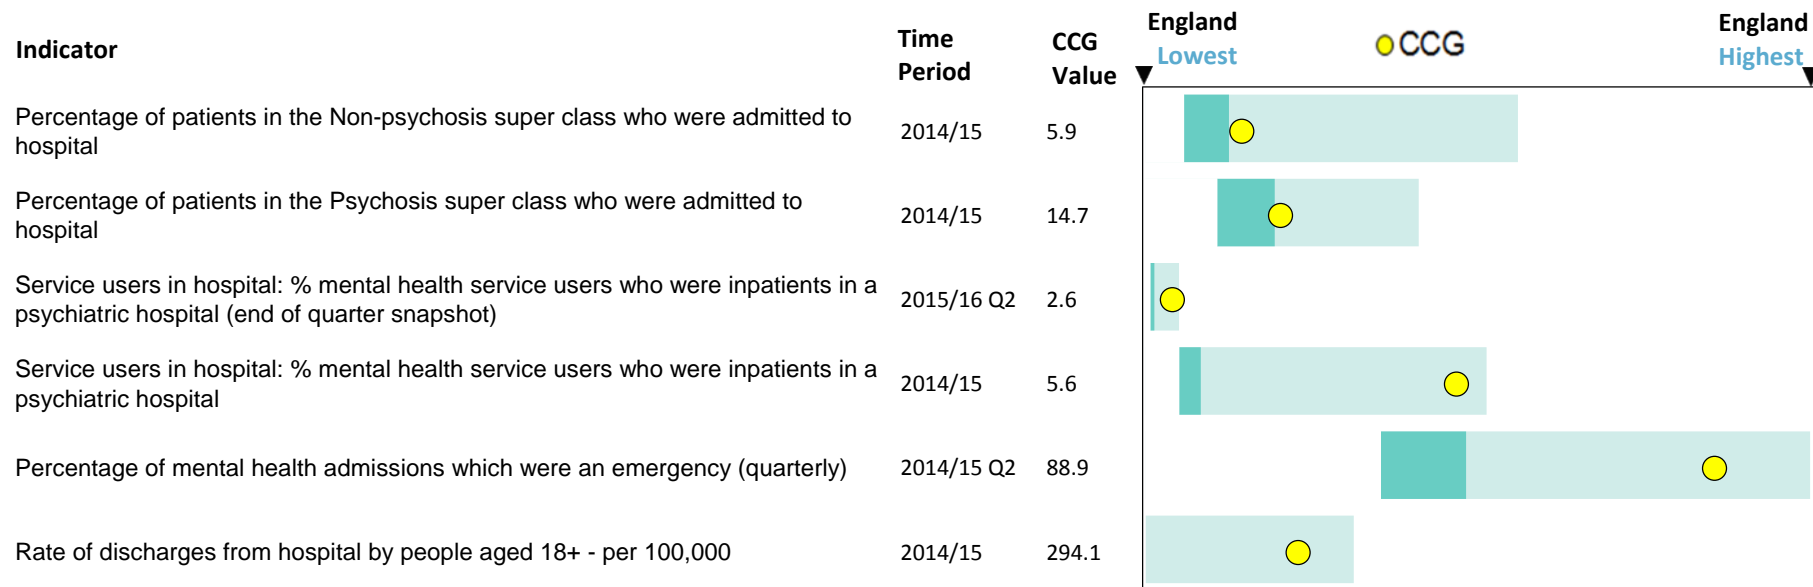 Indicator
Time
Period
CCG
Value
England
Lowest
CCG
England
Highest
Percentage of patients in the Non-psychosis super class who were admitted to
hospital
2014/15
5.9
Percentage of patients in the Psychosis super class who were admitted to
hospital
2014/15
14.7
Service users in hospital: % mental health service users who were inpatients in a
psychiatric hospital (end of quarter snapshot)
2015/16 Q2
2.6
Service users in hospital: % mental health service users who were inpatients in a
psychiatric hospital
2014/15
5.6
Percentage of mental health admissions which were an emergency (quarterly)
2014/15 Q2
88.9
Rate of discharges from hospital by people aged 18+ - per 100,000
2014/15
294.1